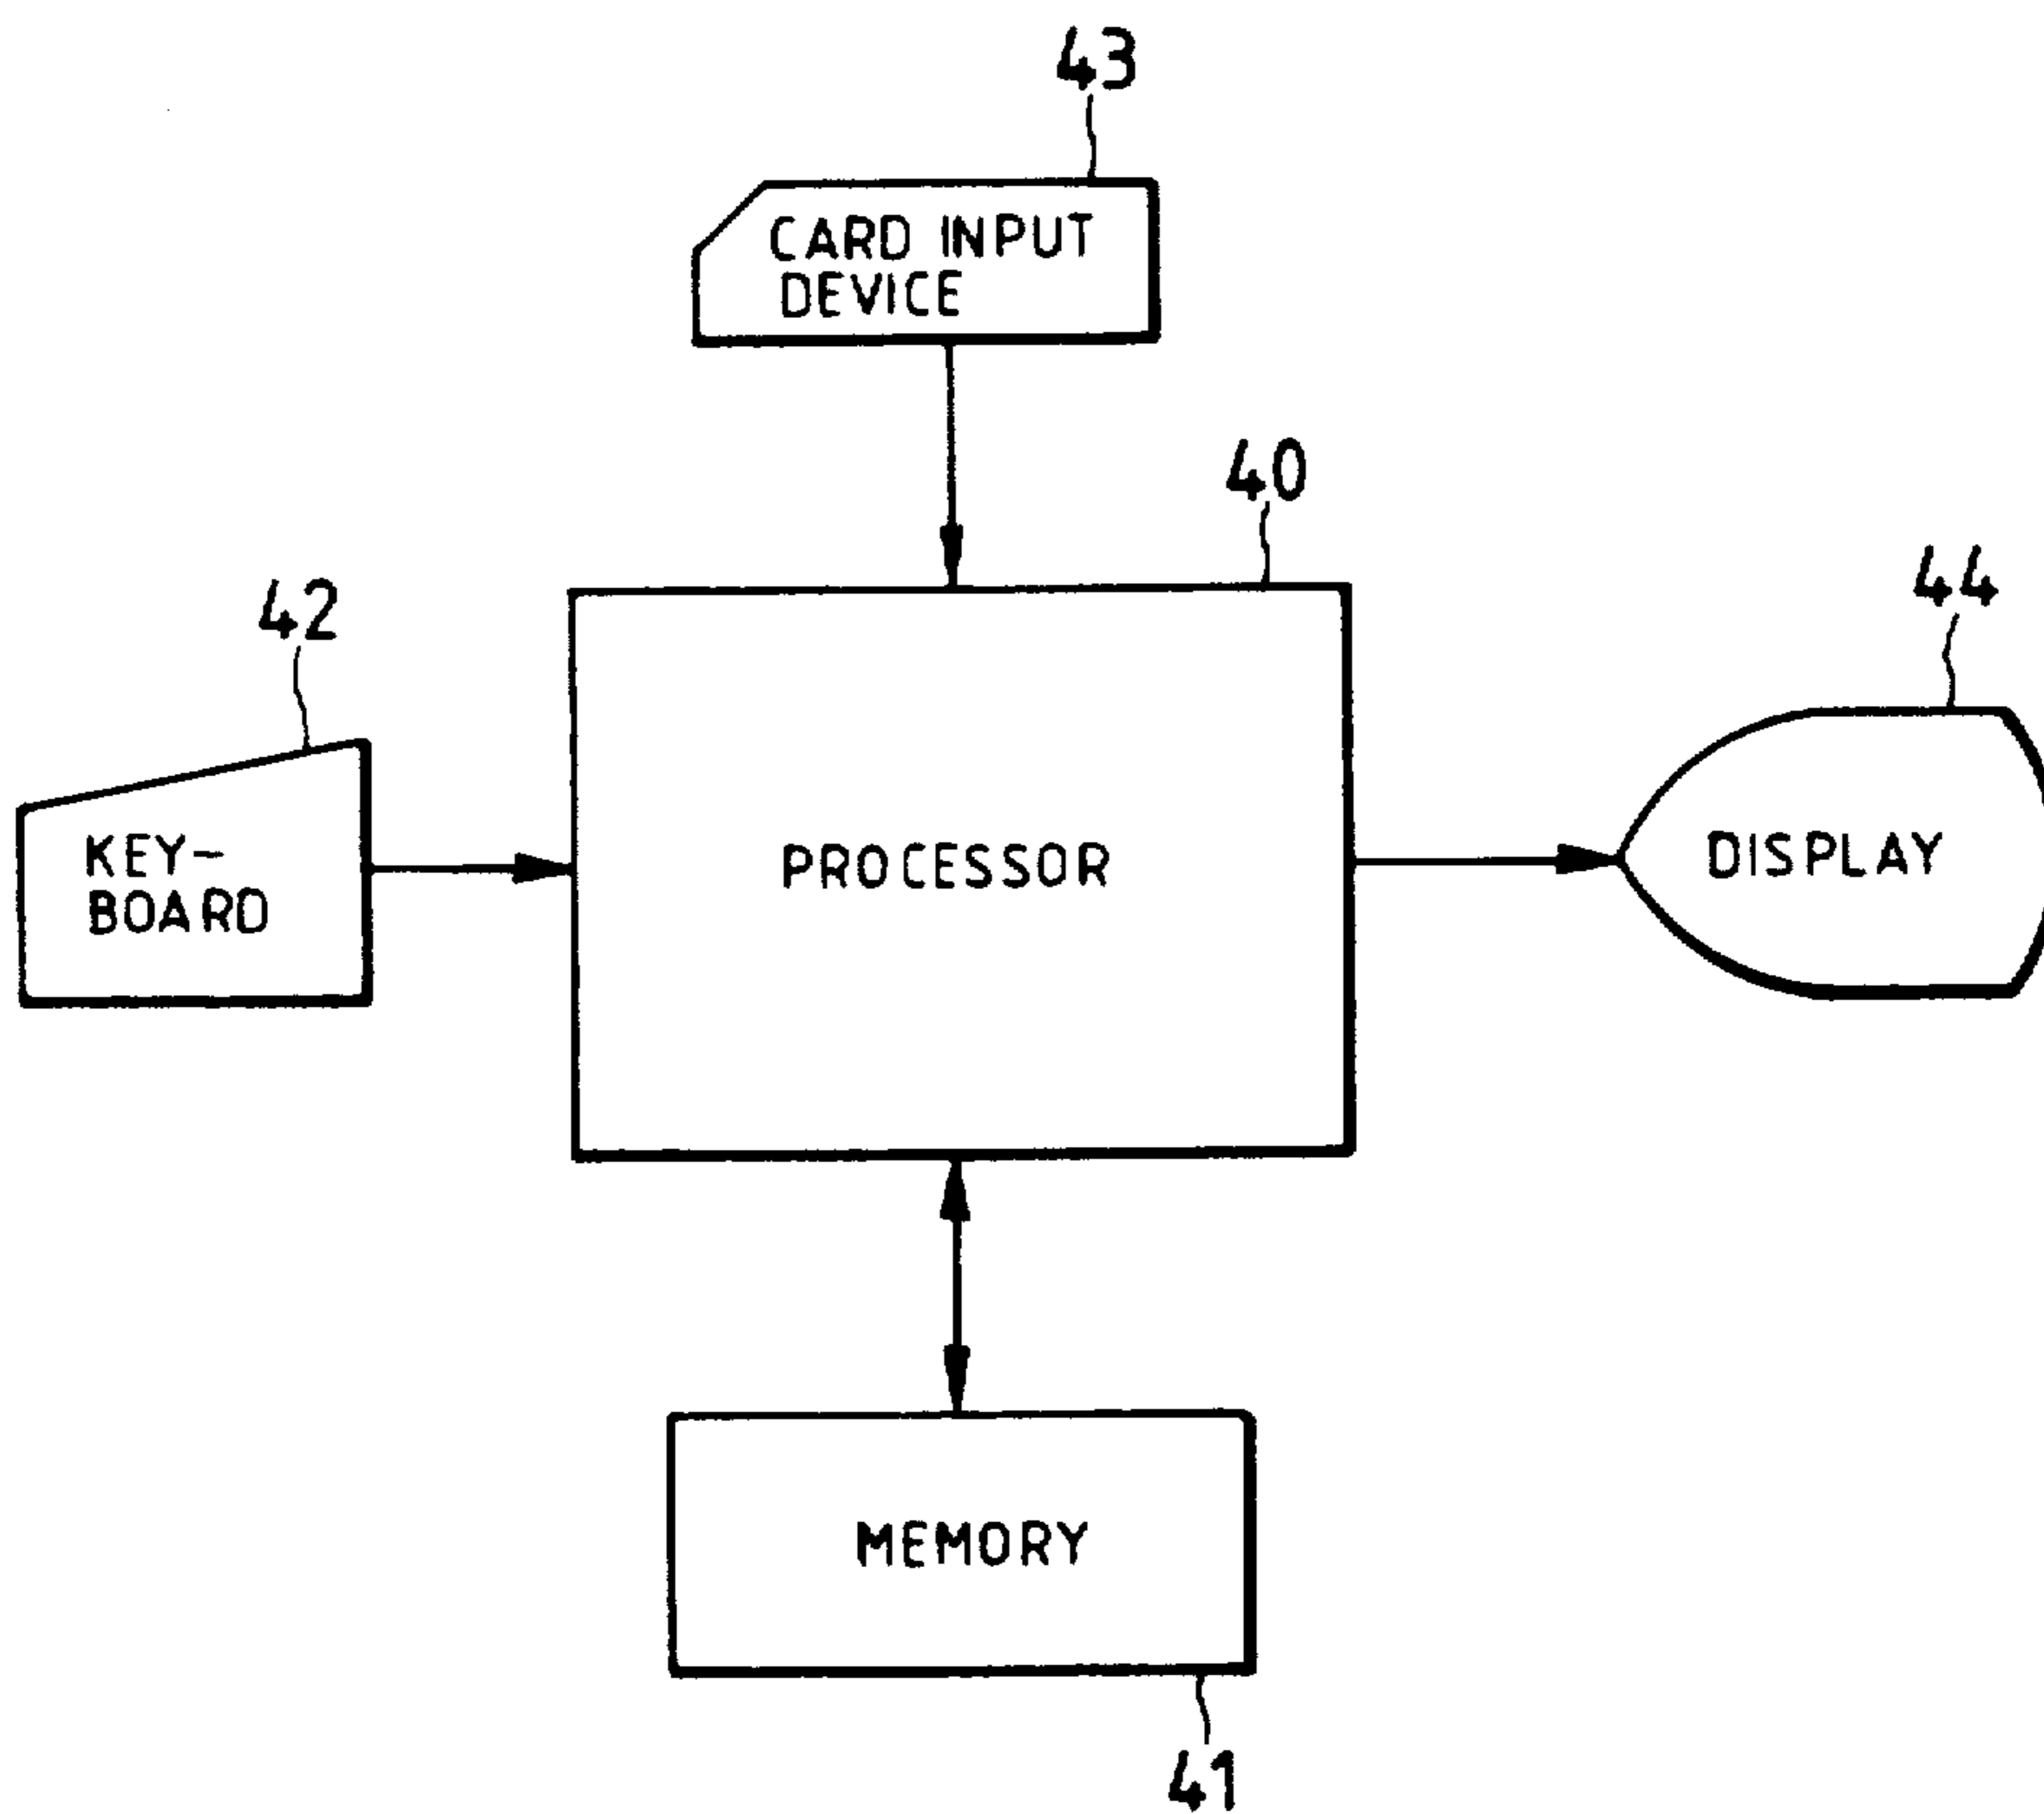 43
CARD INPUT
DEVICE
40
42
44
KEY-
BOARD
PROCESSOR
DISPLAY
MEMORY
41